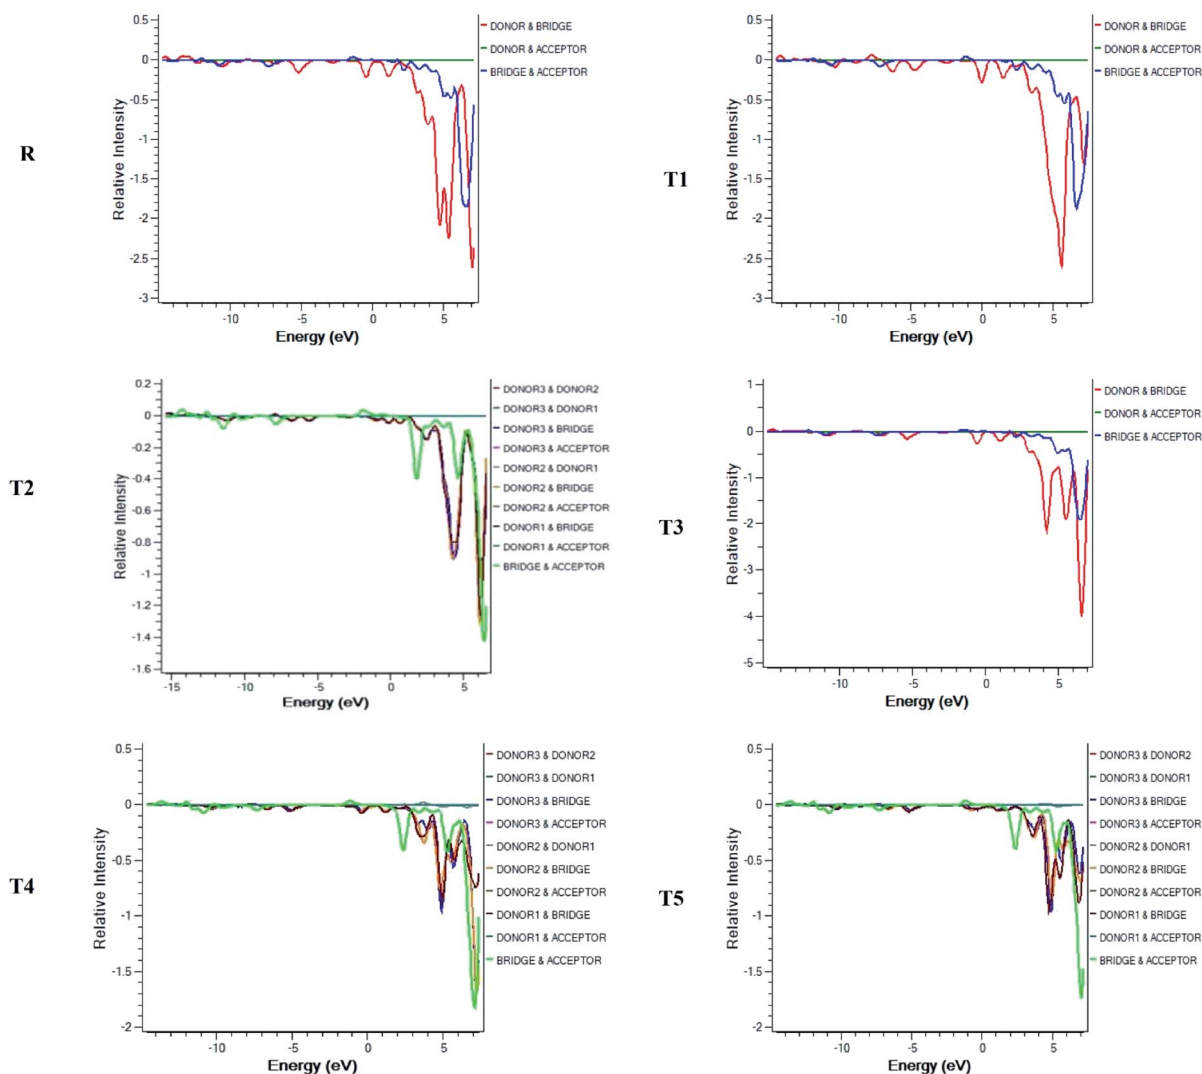 R
Relative Intensity
0.5
0
-0.5
-1
-1.5
-2
-2.5
-3
-10
-5
0
5
Energy (eV)
DONOR & BRIDGE
DONOR & ACCEPTOR
BRIDGE & ACCEPTOR
T1
Relative Intensity
0.5
0
-0.5
-1
-1.5
-2
-2.5
-3
-10
-5
0
5
Energy (eV)
DONOR & BRIDGE
DONOR & ACCEPTOR
BRIDGE & ACCEPTOR
T2
Relative Intensity
0.2
0
-0.2
-0.4
-0.6
-0.8
-1
-1.2
-1.4
-1.6
-15
-10
-5
0
5
Energy (eV)
DONOR3 & DONOR2
DONOR3 & DONOR1
DONOR3 & BRIDGE
DONOR3 & ACCEPTOR
DONOR2 & DONOR1
DONOR2 & BRIDGE
DONOR2 & ACCEPTOR
DONOR1 & BRIDGE
DONOR1 & ACCEPTOR
BRIDGE & ACCEPTOR
T3
Relative Intensity
1
0
-1
-2
-3
-4
-5
-10
-5
0
5
Energy (eV)
DONOR & BRIDGE
DONOR & ACCEPTOR
BRIDGE & ACCEPTOR
T4
Relative Intensity
0.5
0
-0.5
-1
-1.5
-2
-10
-5
0
5
Energy (eV)
DONOR3 & DONOR2
DONOR3 & DONOR1
DONOR3 & BRIDGE
DONOR3 & ACCEPTOR
DONOR2 & DONOR1
DONOR2 & BRIDGE
DONOR2 & ACCEPTOR
DONOR1 & BRIDGE
DONOR1 & ACCEPTOR
BRIDGE & ACCEPTOR
T5
Relative Intensity
0.5
0
-0.5
-1
-1.5
-2
-10
-5
0
5
Energy (eV)
DONOR3 & DONOR2
DONOR3 & DONOR1
DONOR3 & BRIDGE
DONOR3 & ACCEPTOR
DONOR2 & DONOR1
DONOR2 & BRIDGE
DONOR2 & ACCEPTOR
DONOR1 & BRIDGE
DONOR1 & ACCEPTOR
BRIDGE & ACCEPTOR